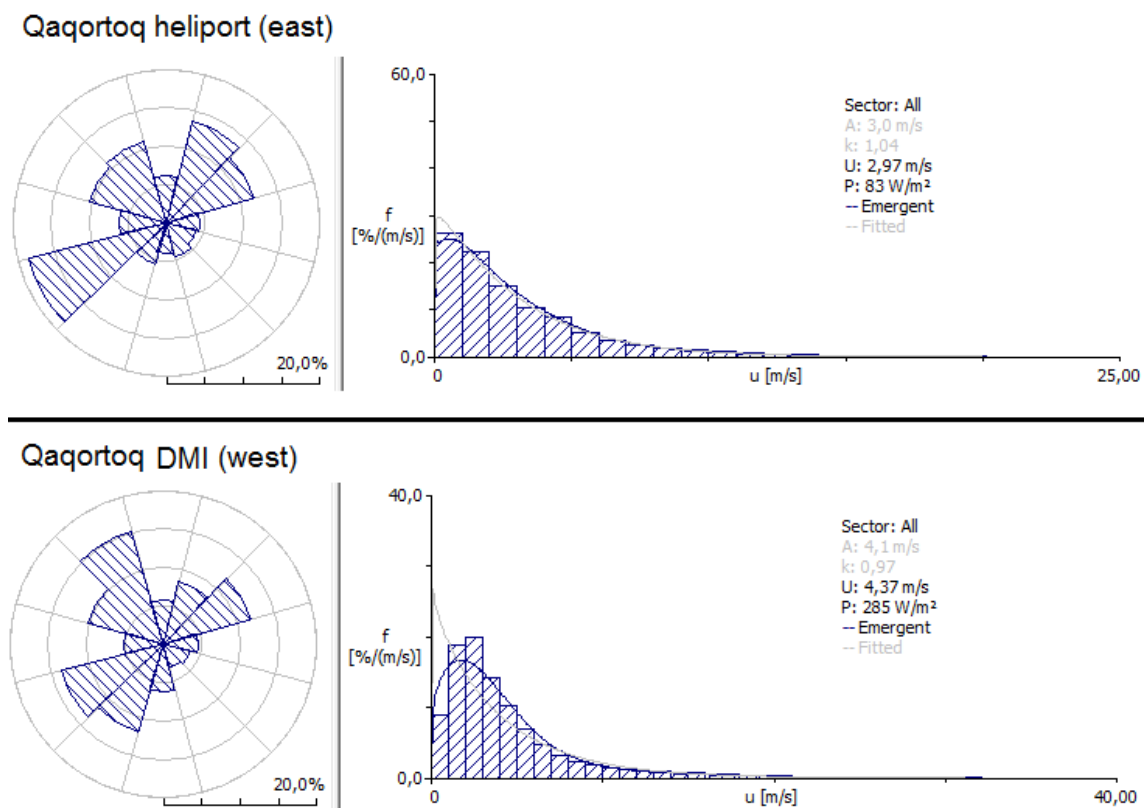 Qaqortoq heliport (east)
20,0%
60,0
f
[%/(m/s)]
0,0
0
u [m/s]
25,00
Sector: All
A: 3,0 m/s
k: 1,04
U: 2,97 m/s
P: 83 W/m²
-- Emergent
-- Fitted
Qaqortoq DMI (west)
20,0%
40,0
f
[%/(m/s)]
0,0
0
u [m/s]
40,00
Sector: All
A: 4,1 m/s
k: 0,97
U: 4,37 m/s
P: 285 W/m²
-- Emergent
-- Fitted